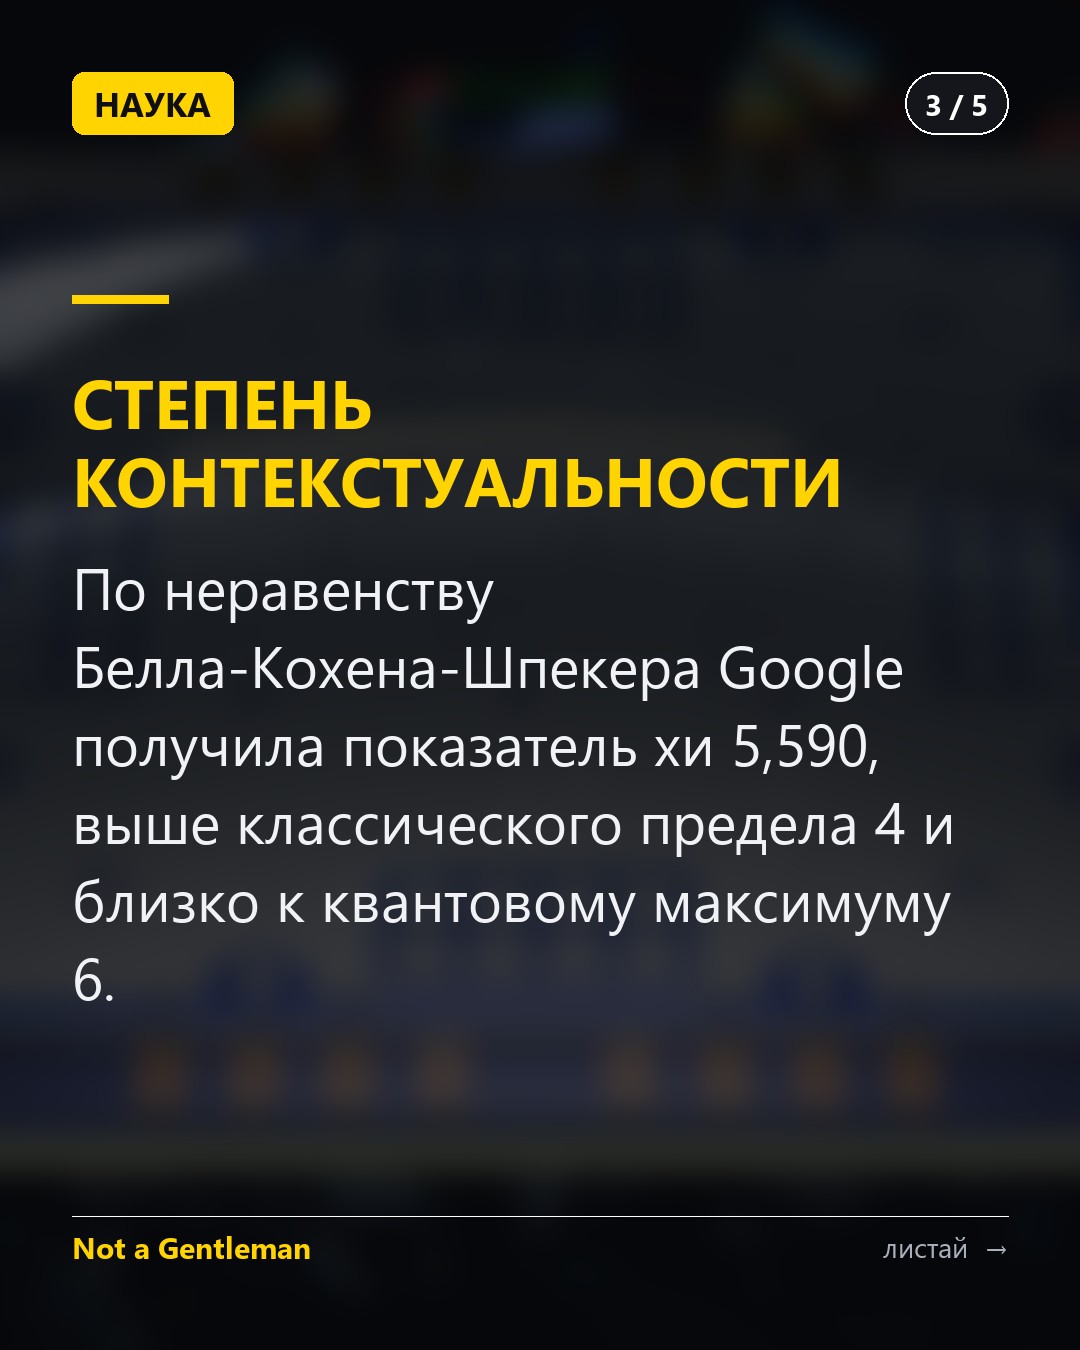 НАУКА
3 / 5
СТЕПЕНЬ
КОНТЕКСТУАЛЬНОСТИ
По неравенству
Белла-Кохена-Шпекера Google
получила показатель хи 5,590,
выше классического предела 4 и
близко к квантовому максимуму
6.
Not a Gentleman
листай →